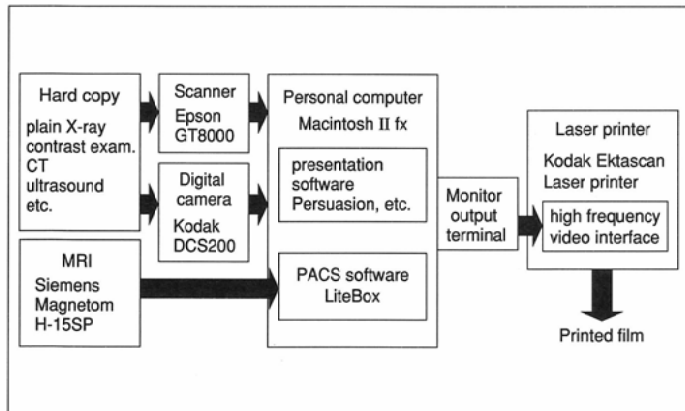 Hard copy
plain X-ray
contrast exam.
CT
ultrasound
etc.
Scanner
Epson
GT8000
Digital
camera
Kodak
DCS200
MRI
Siemens
Magnetom
H-15SP
Personal computer
Macintosh II fx
presentation
software
Persuasion, etc.
PACS software
LiteBox
Monitor
output
terminal
Laser printer
Kodak Ektascan
Laser printer
high frequency
video interface
Printed film